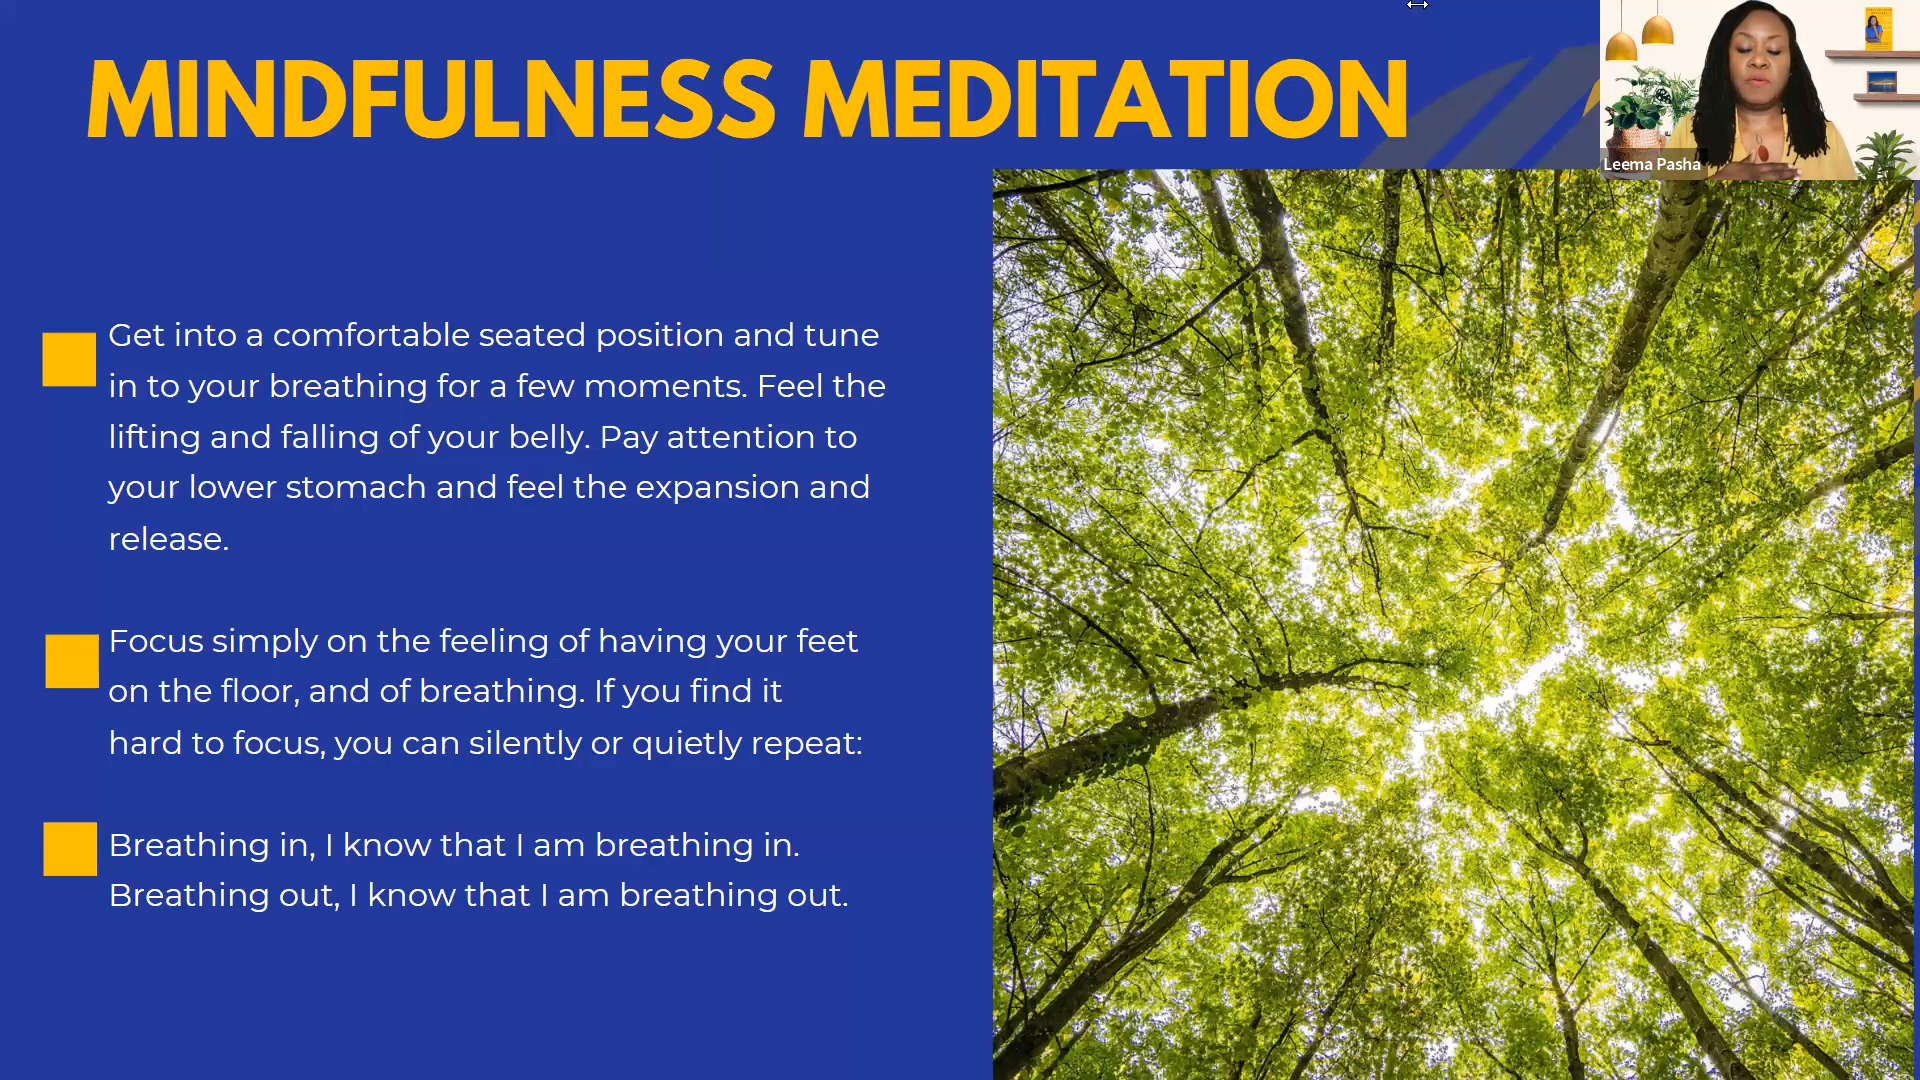 MINDFULNESS MEDITATION
Leema Pasha
Get into a comfortable seated position and tune
in to your breathing for a few moments. Feel the
lifting and falling of your belly. Pay attention to
your lower stomach and feel the expansion and
release.
Focus simply on the feeling of having your feet
on the floor, and of breathing. If you find it
hard to focus, you can silently or quietly repeat:
Breathing in, I know that I am breathing in.
Breathing out, I know that I am breathing out.